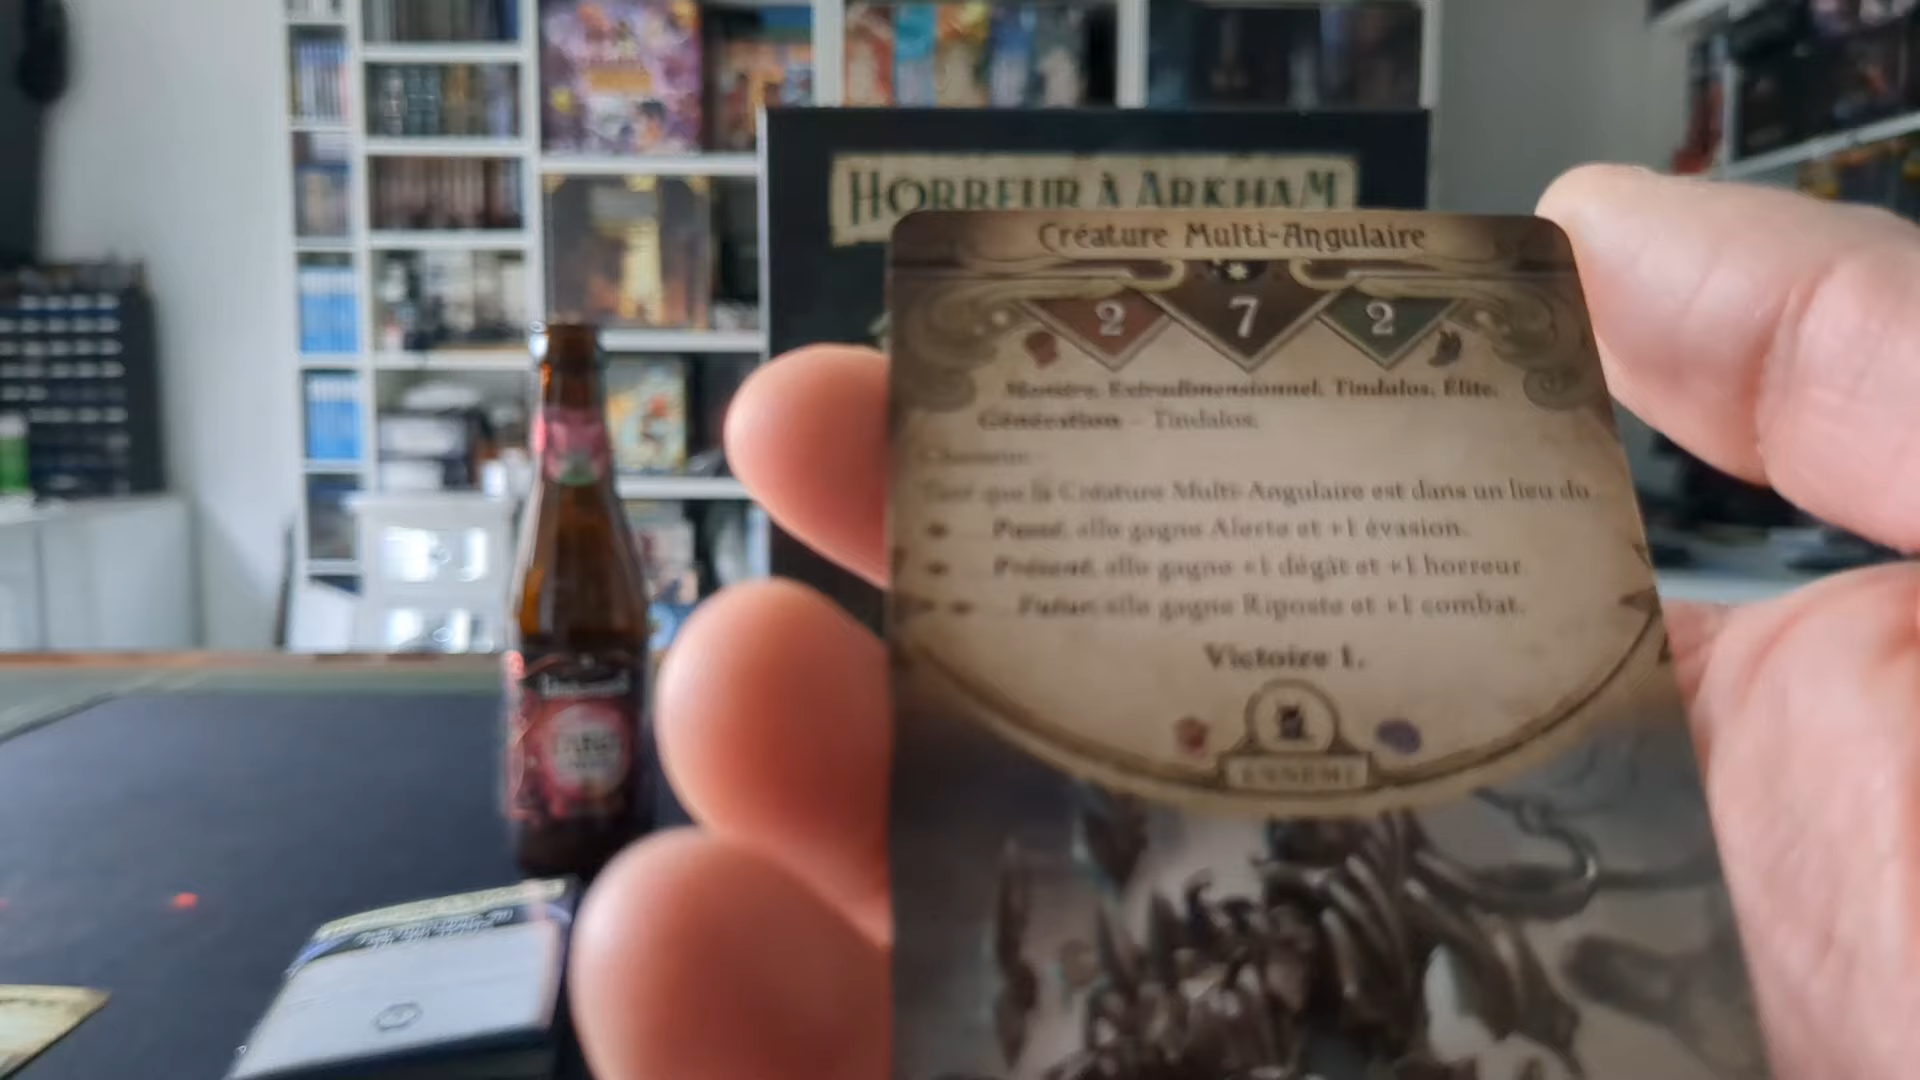 HORREUR À ARKHAM
Créature Multi-Angulaire
2 7 2
Monstre. Extradimensionnel. Tindalos. Élite.
Génération – Tindalos.
Chasseur.
Tant que la Créature Multi-Angulaire est dans un lieu du
Passé, elle gagne Alerte et +1 évasion.
Présent, elle gagne +1 dégât et +1 horreur.
Futur, elle gagne Riposte et +1 combat.
Victoire 1.
ENNEMI